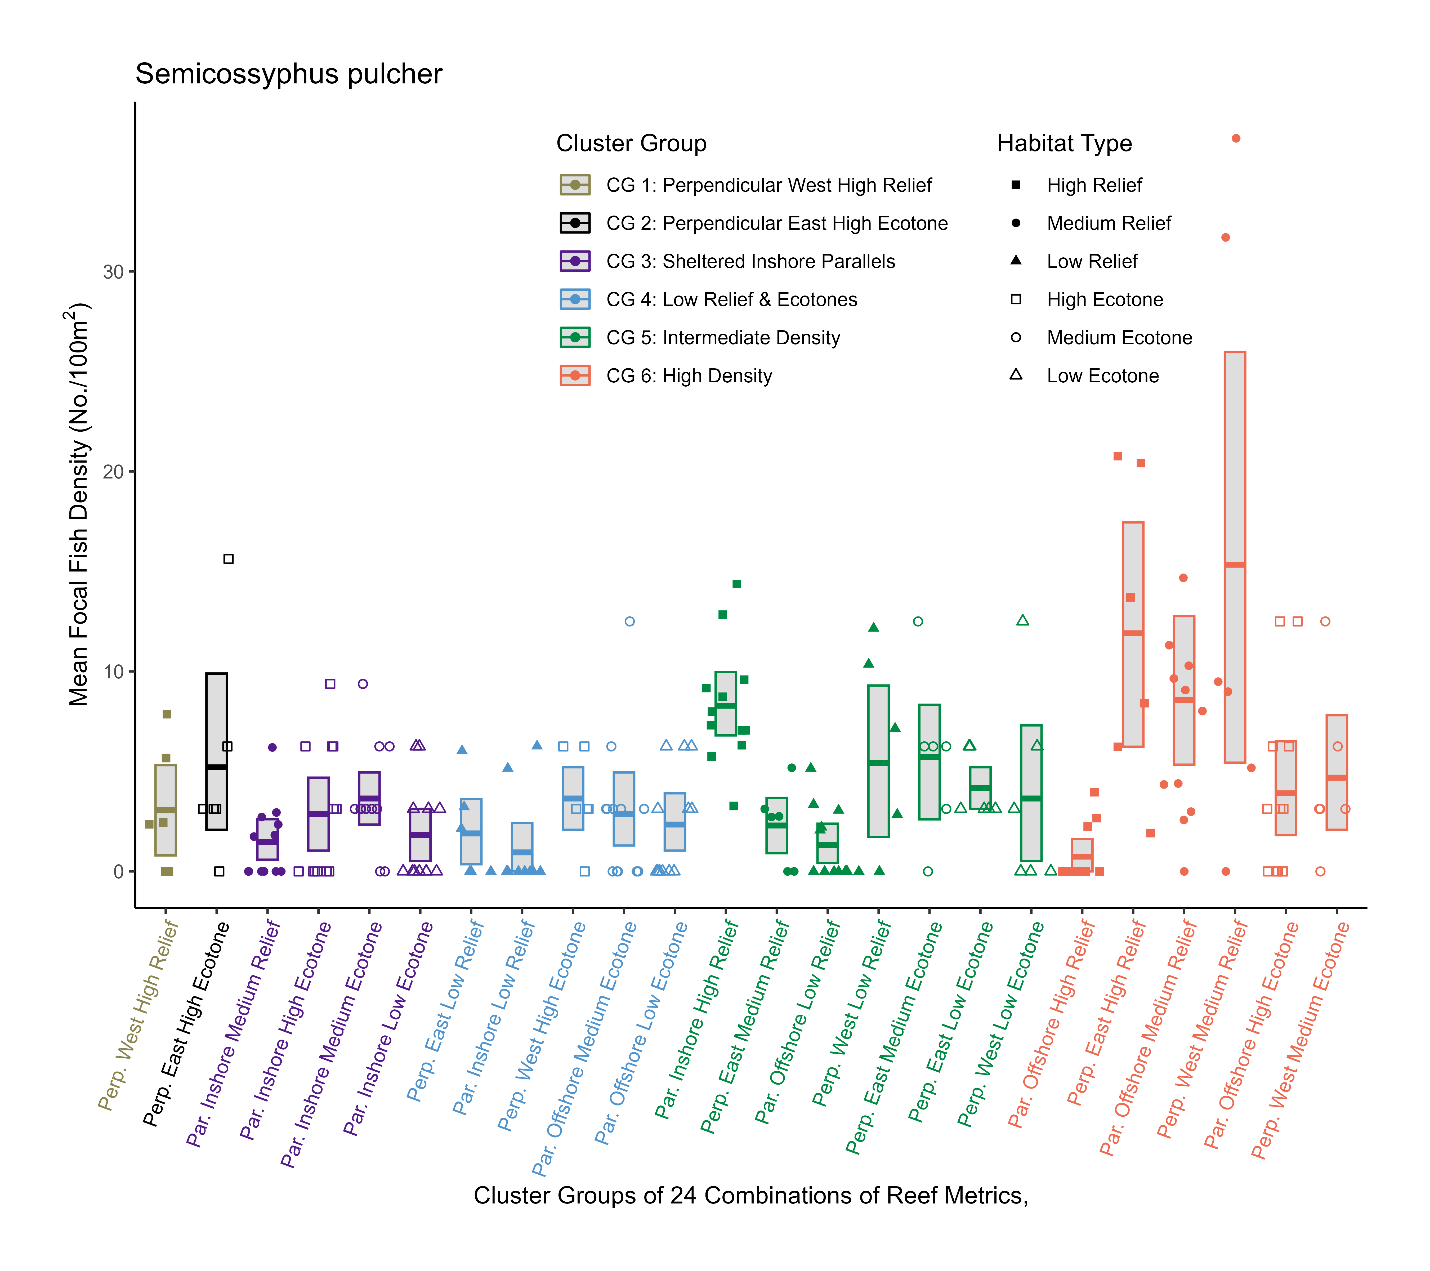 Semicossyphus pulcher
Cluster Group
CG 1: Perpendicular West High Relief
CG 2: Perpendicular East High Ecotone
CG 3: Sheltered Inshore Parallels
CG 4: Low Relief & Ecotones
CG 5: Intermediate Density
CG 6: High Density
Habitat Type
High Relief
Medium Relief
Low Relief
High Ecotone
Medium Ecotone
Low Ecotone
Mean Focal Fish Density (No./100m²)
30
20
10
0
Perp. West High Relief
Perp. East High Ecotone
Par. Inshore Medium Relief
Par. Inshore High Ecotone
Par. Inshore Medium Ecotone
Par. Inshore Low Ecotone
Perp. East Low Relief
Par. Inshore Low Relief
Perp. West High Ecotone
Par. Offshore Medium Ecotone
Par. Offshore Low Ecotone
Par. Inshore High Relief
Perp. East Medium Relief
Par. Offshore Low Relief
Perp. West Low Relief
Perp. East Medium Ecotone
Perp. East Low Ecotone
Perp. West Low Ecotone
Par. Offshore High Relief
Perp. East High Relief
Par. Offshore Medium Relief
Perp. West Medium Relief
Par. Offshore High Ecotone
Perp. West Medium Ecotone
Cluster Groups of 24 Combinations of Reef Metrics,